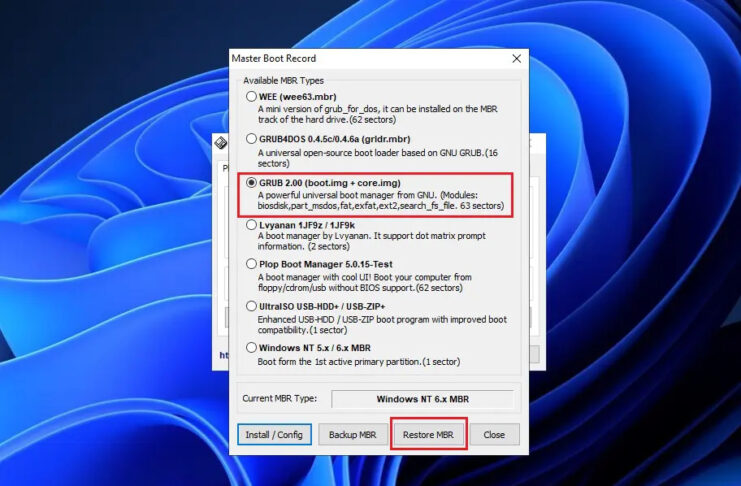 Master Boot Record
Available MBR Types
WEE (wee63.mbr)
A mini version of grub_for_dos, it can be installed on the MBR
track of the hard drive.(62 sectors)
GRUB4DOS 0.4.5c/0.4.6a (grldr.mbr)
A universal open-source boot loader based on GNU GRUB.(16
sectors)
GRUB 2.00 (boot.img + core.img)
A powerful universal boot manager from GNU. (Modules:
biosdisk,part_msdos,fat,exfat,ext2,search_fs_file. 63 sectors)
Lvyanan 1JF9z / 1JF9k
A boot manager by Lvyanan. It support dot matrix prompt
information. (2 sectors)
Plop Boot Manager 5.0.15-Test
A boot manager with cool UI! Boot your computer from
floppy/cdrom/usb without BIOS support.(62 sectors)
UltraISO USB-HDD+ / USB-ZIP+
Enhanced USB-HDD / USB-ZIP boot program with improved boot
compatibility.(1 sector)
Windows NT 5.x / 6.x MBR
Boot form the 1st active primary partition.(1 sector)
Current MBR Type: Windows NT 6.x MBR
Install / Config Backup MBR Restore MBR Close